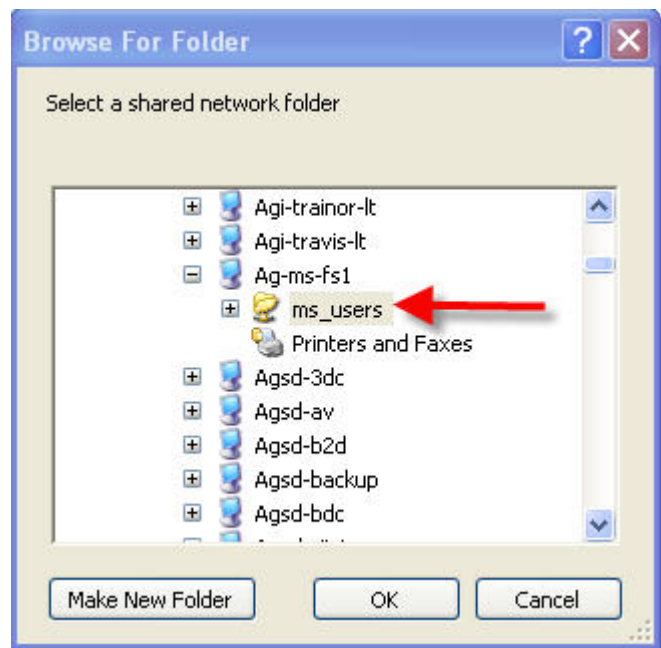 Browse For Folder
Select a shared network folder
Agi-trainor-lt
Agi-travis-lt
Ag-ms-fs1
ms_users
Printers and Faxes
Agsd-3dc
Agsd-av
Agsd-b2d
Agsd-backup
Agsd-bdc
Make New Folder
OK
Cancel